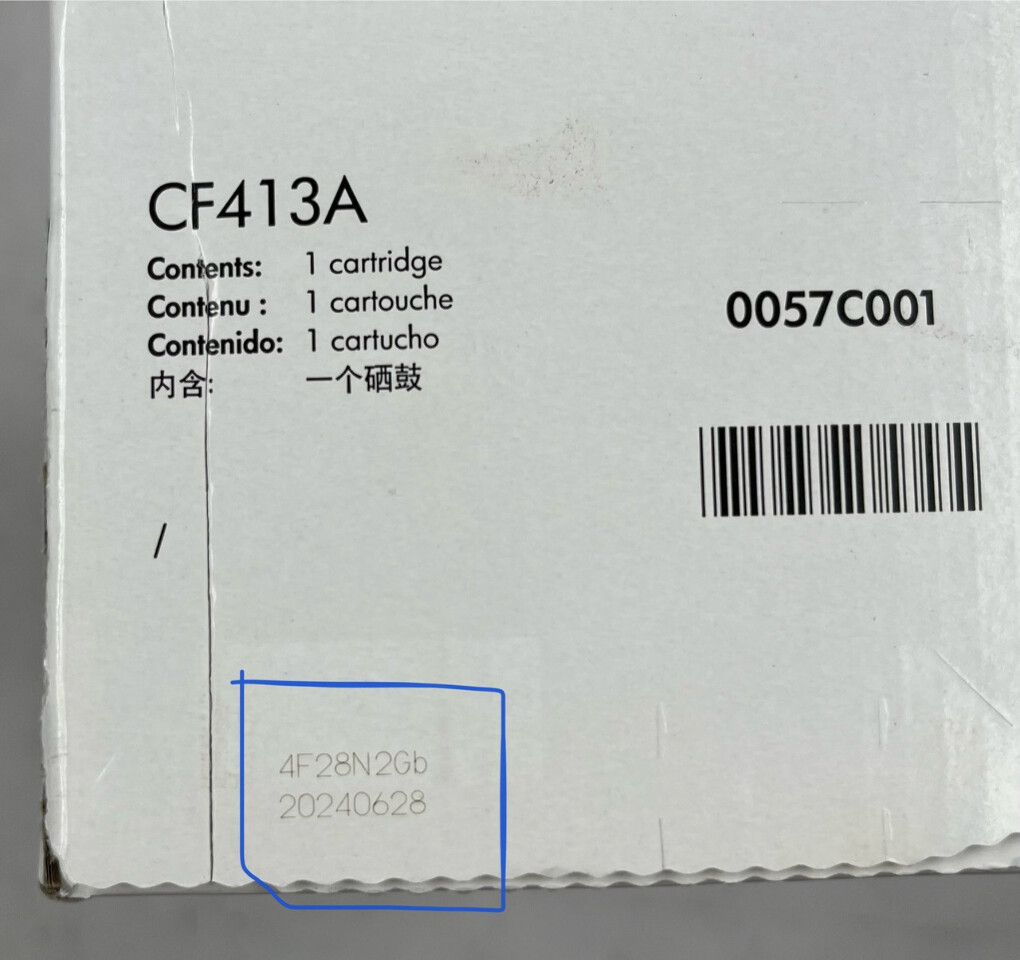 CF413A
Contents: 1 cartridge
Contenu : 1 cartouche
Contenido: 1 cartucho
内含: 一个硒鼓
0057C001
/
4F28N2Gb
20240628